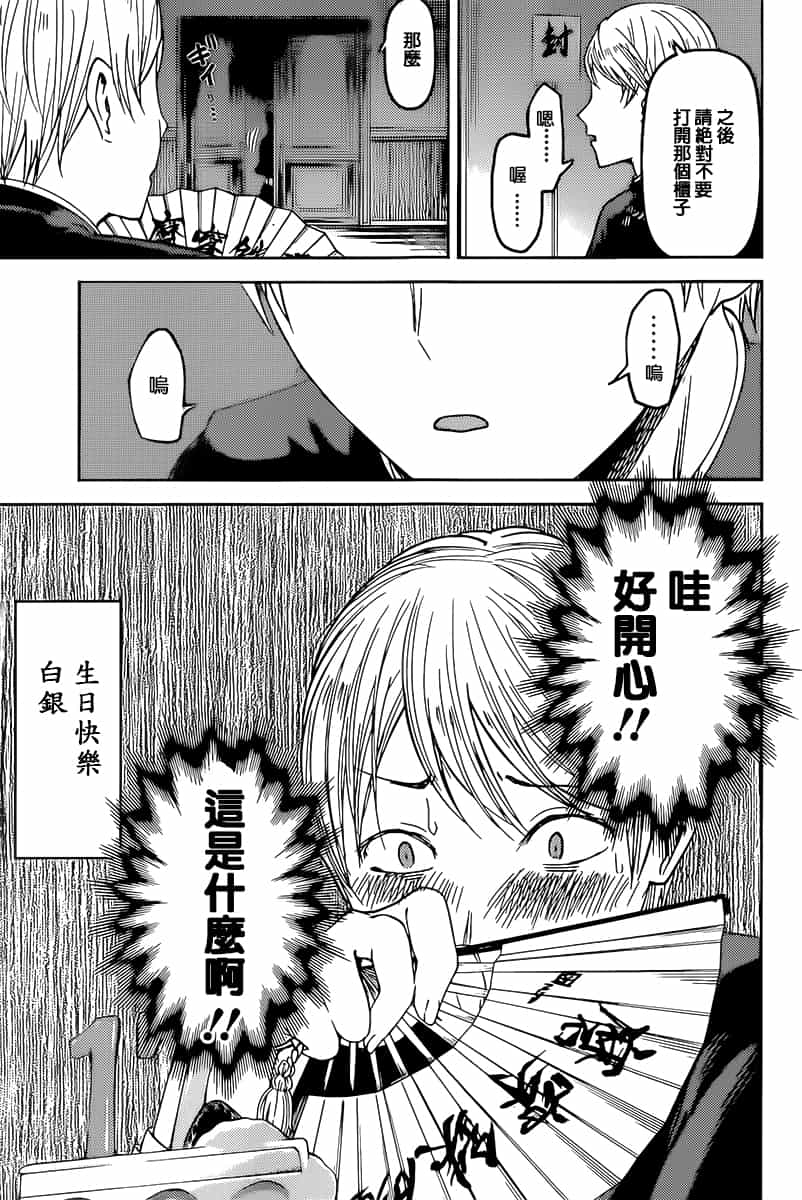 之後
請絕對不要
打開那個櫃子
封
嗯……
喔……
那麼
ギイ…
……嗚
嗚
哇
好開心!!
這是什麼啊!!
生日快樂
白銀